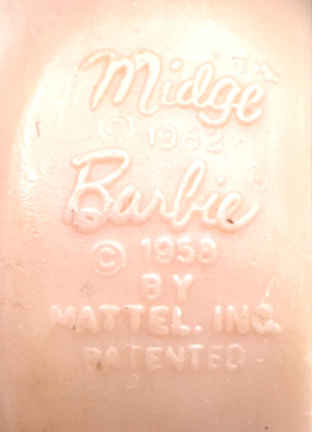 Midge
© 1962
Barbie
© 1958
BY
MATTEL, INC.
PATENTED